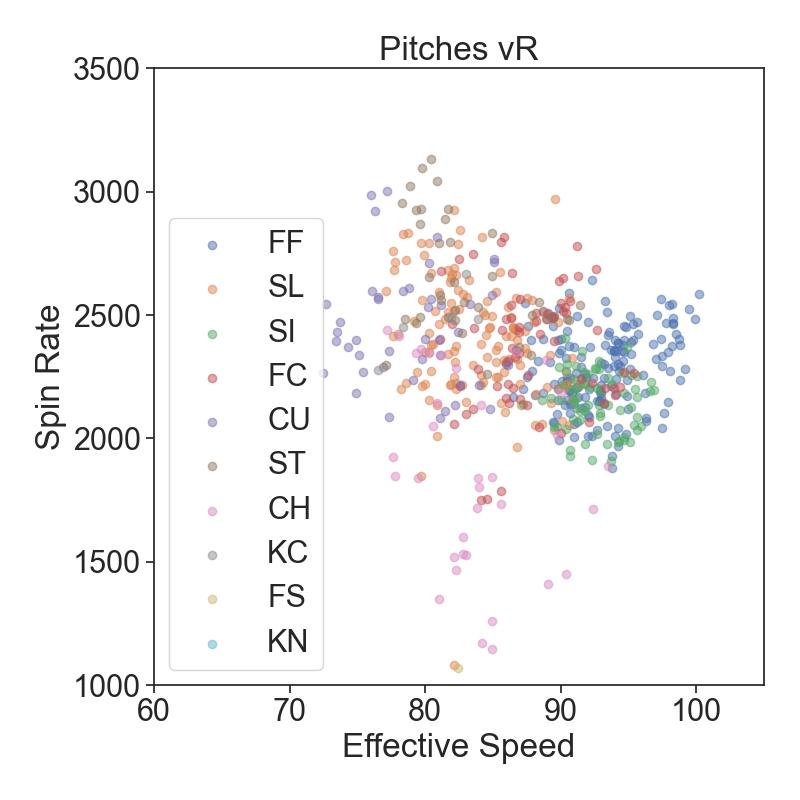 Pitches vR
3500
3000
2500
2000
1500
1000
Spin Rate
FF
SL
SI
FC
CU
ST
CH
KC
FS
KN
60 70 80 90 100
Effective Speed